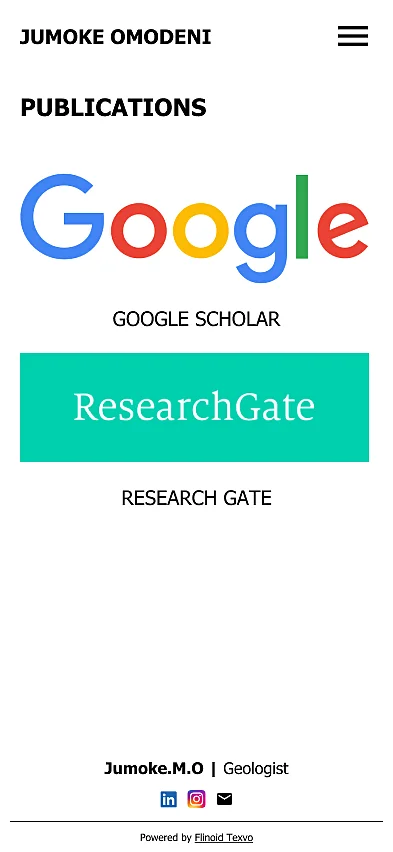 JUMOKE OMODENI
PUBLICATIONS
Google
GOOGLE SCHOLAR
ResearchGate
RESEARCH GATE
Jumoke.M.O | Geologist
in
Powered by Flinoid Texvo